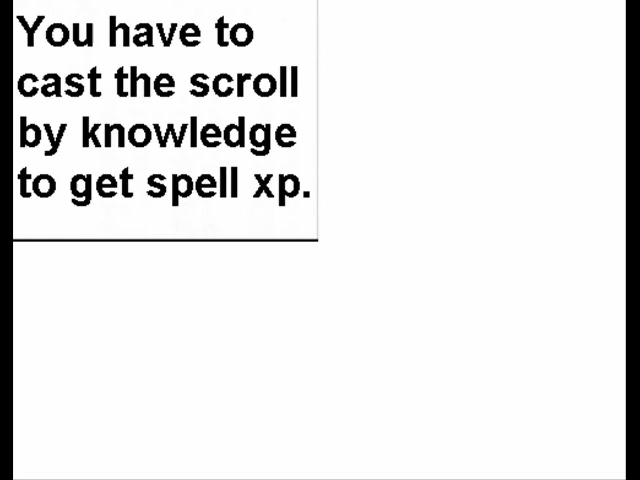 You have to
cast the scroll
by knowledge
to get spell xp.